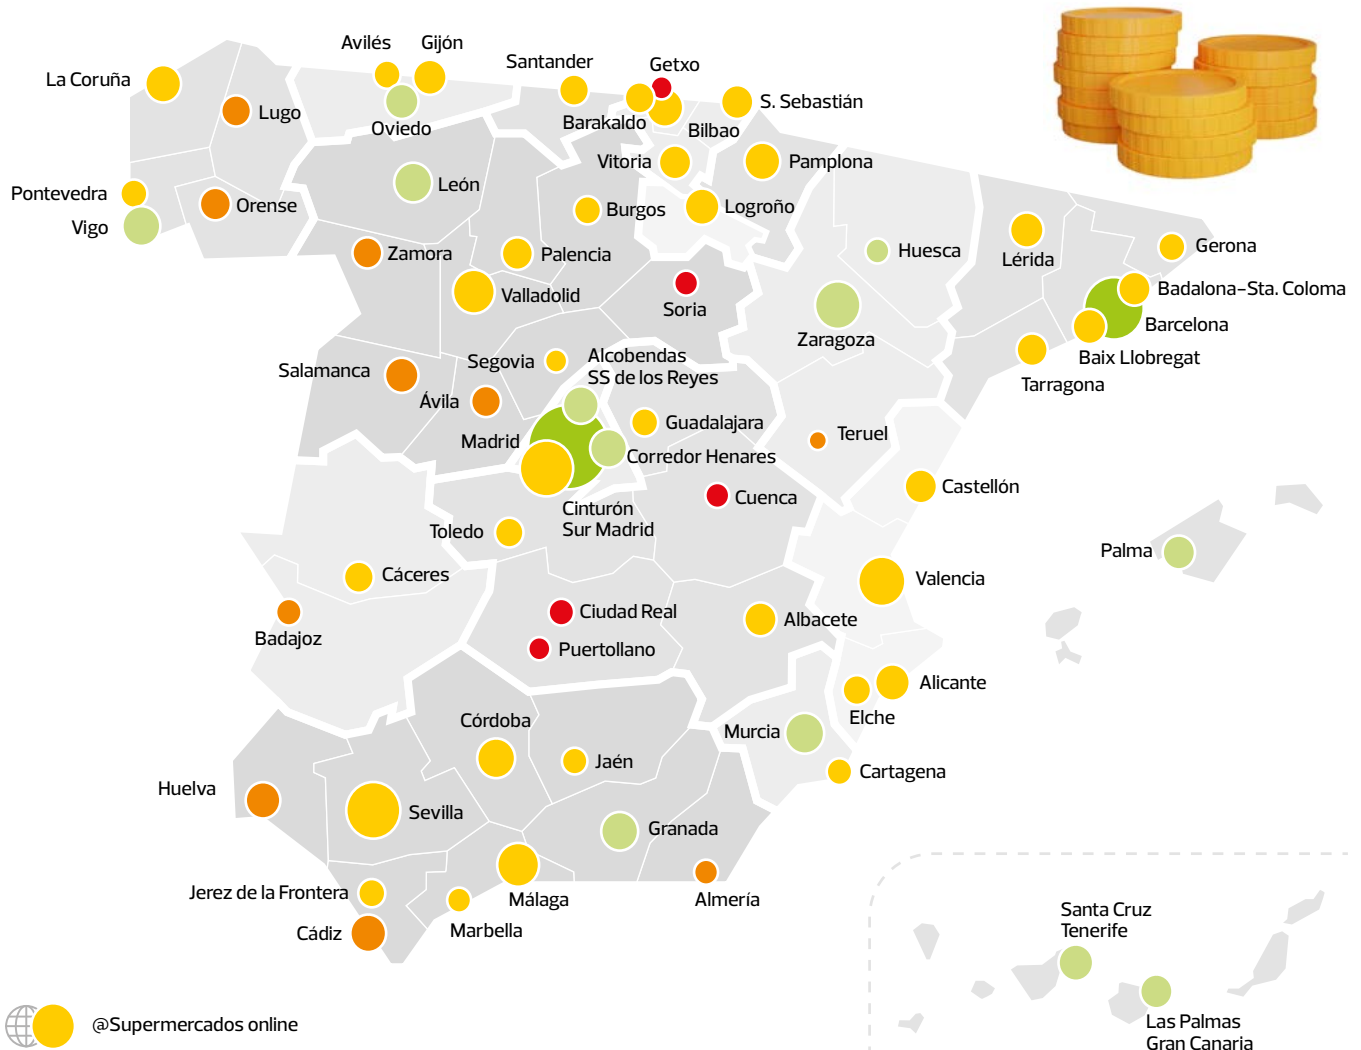 Avilés
Gijón
Santander
Getxo
La Coruña
Lugo
Oviedo
Barakaldo
Bilbao
S. Sebastián
Vitoria
Pamplona
León
Pontevedra
Orense
Vigo
Burgos
Logroño
Zamora
Palencia
Huesca
Lérida
Gerona
Valladolid
Soria
Zaragoza
Badalona-Sta. Coloma
Barcelona
Baix Llobregat
Tarragona
Segovia
Alcobendas
SS de los Reyes
Salamanca
Ávila
Guadalajara
Madrid
Corredor Henares
Teruel
Cuenca
Castellón
Cinturón
Sur Madrid
Toledo
Palma
Cáceres
Valencia
Badajoz
Ciudad Real
Albacete
Puertollano
Alicante
Elche
Córdoba
Murcia
Jaén
Cartagena
Huelva
Sevilla
Granada
Jerez de la Frontera
Málaga
Almería
Cádiz
Marbella
Santa Cruz
Tenerife
Las Palmas
Gran Canaria
@Supermercados online